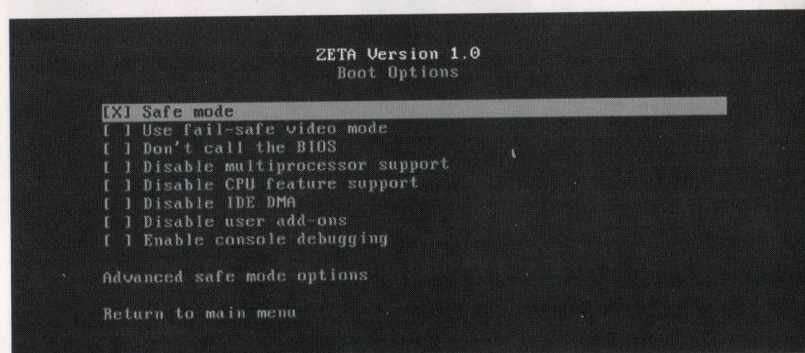 ZETA Version 1.0
Boot Options
[X] Safe mode
[ ] Use fail-safe video mode
[ ] Don't call the BIOS
[ ] Disable multiprocessor support
[ ] Disable CPU feature support
[ ] Disable IDE DMA
[ ] Disable user add-ons
[ ] Enable console debugging
Advanced safe mode options
Return to main menu